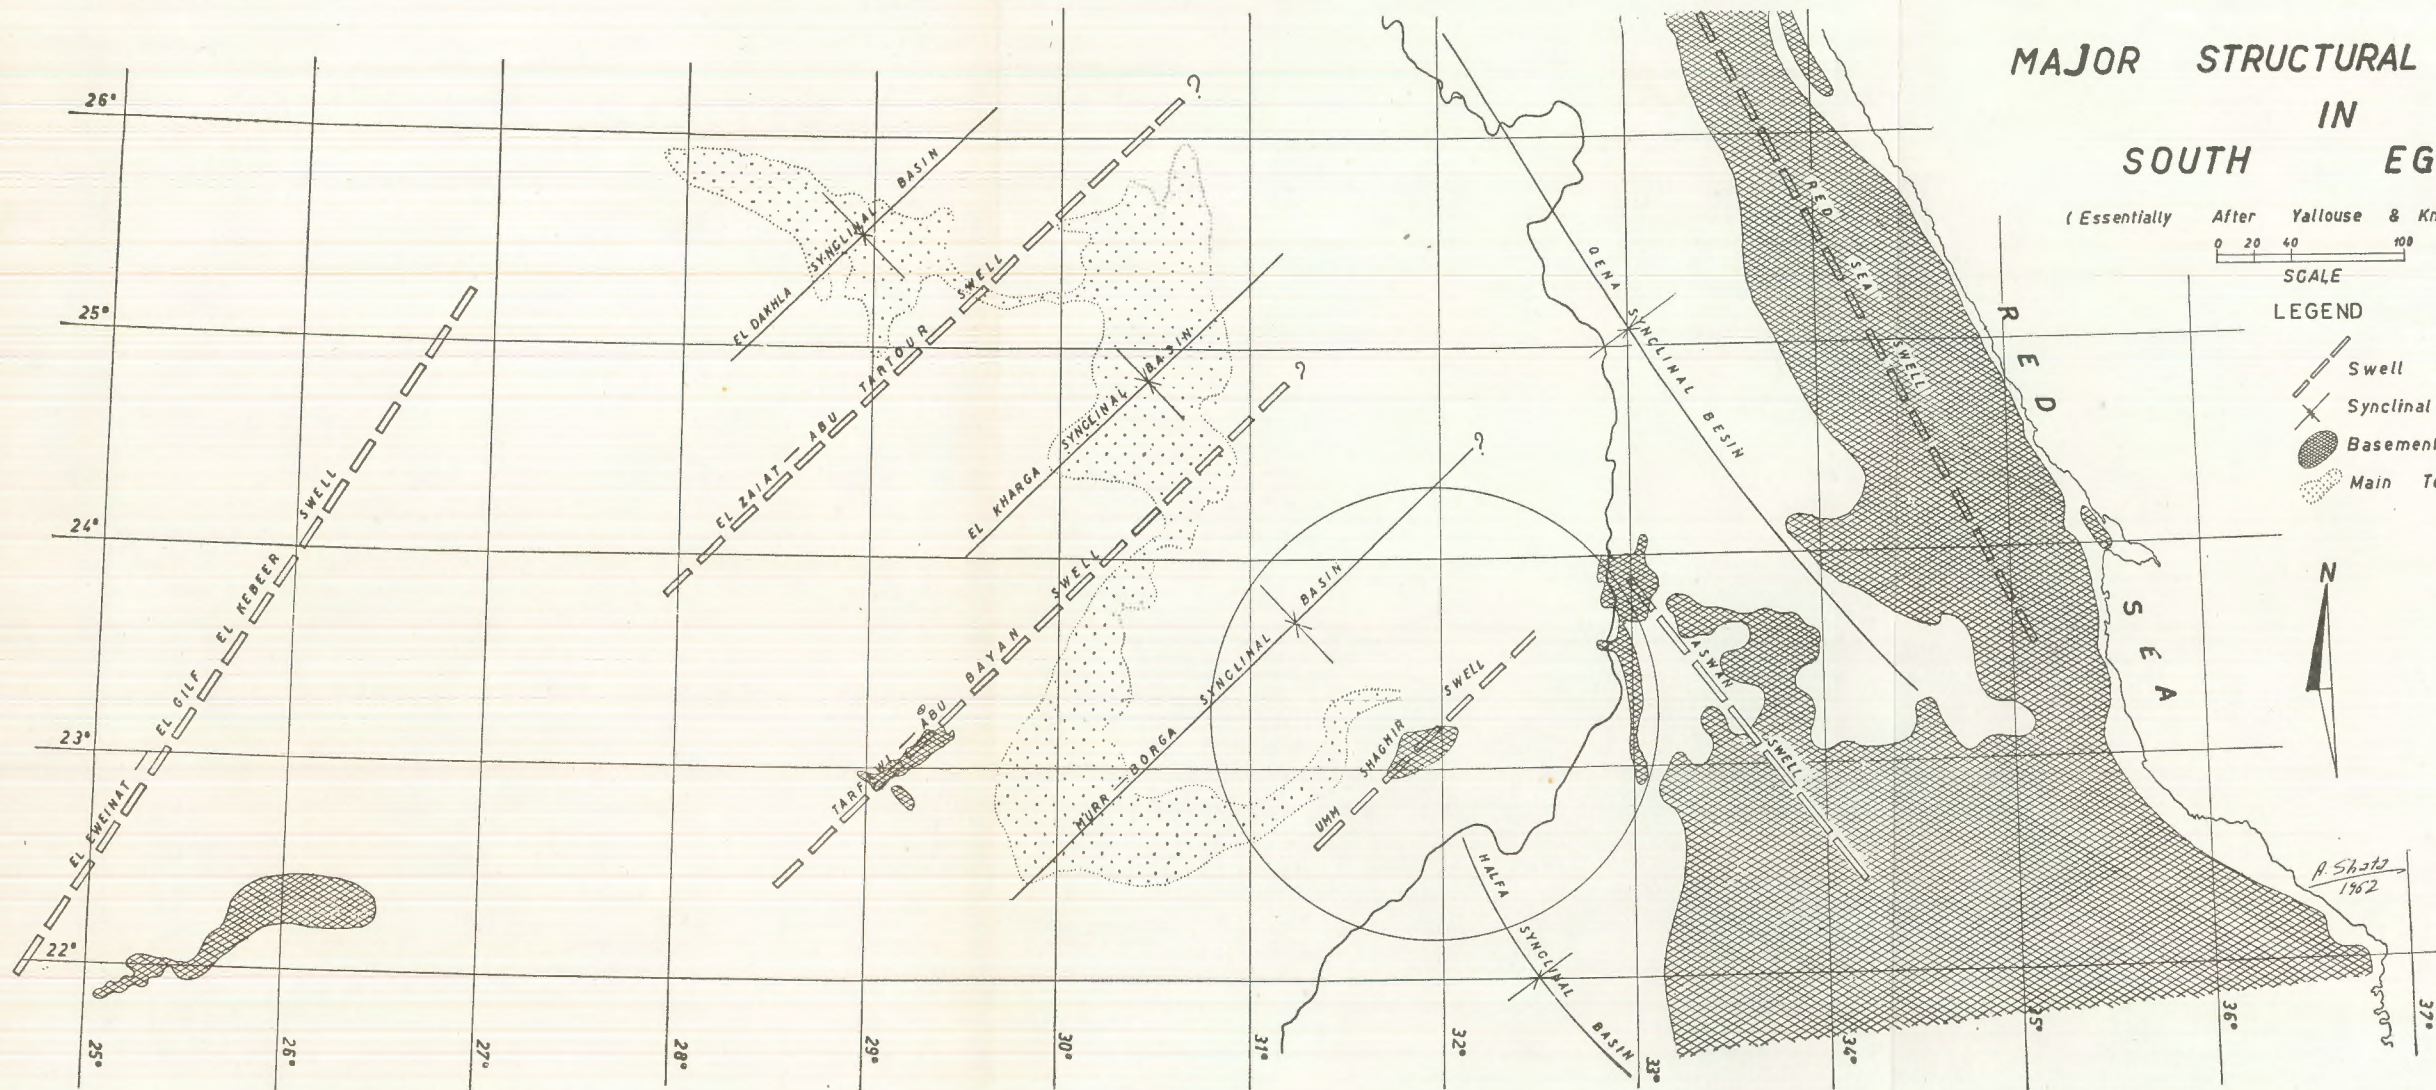 MAJOR STRUCTURAL
IN
SOUTH EG
( Essentially After Yallouse & Kn
0 20 40 100
SCALE
LEGEND
Swell
Synclinal
Basement
Main Te
N
RED SEA
A. Shata
1962
26°
25°
24°
23°
22°
25°
26°
27°
28°
29°
30°
31°
32°
33°
34°
35°
36°
37°
EL EWEINAT — EL GILF EL KEBEER SWELL
EL DAKHLA SYNCLINAL BASIN
EL ZAIAT — ABU TARTOUR SWELL ?
EL KHARGA SYNCLINAL BASIN
TARFAWI — ABU BAYAN SWELL ?
MURR — BORGA SYNCLINAL BASIN ?
UMM SHAGHIR SWELL
QENA SYNCLINAL BESIN
RED SEA SWELL
ASWAN SWELL
HALFA SYNCLINAL BASIN